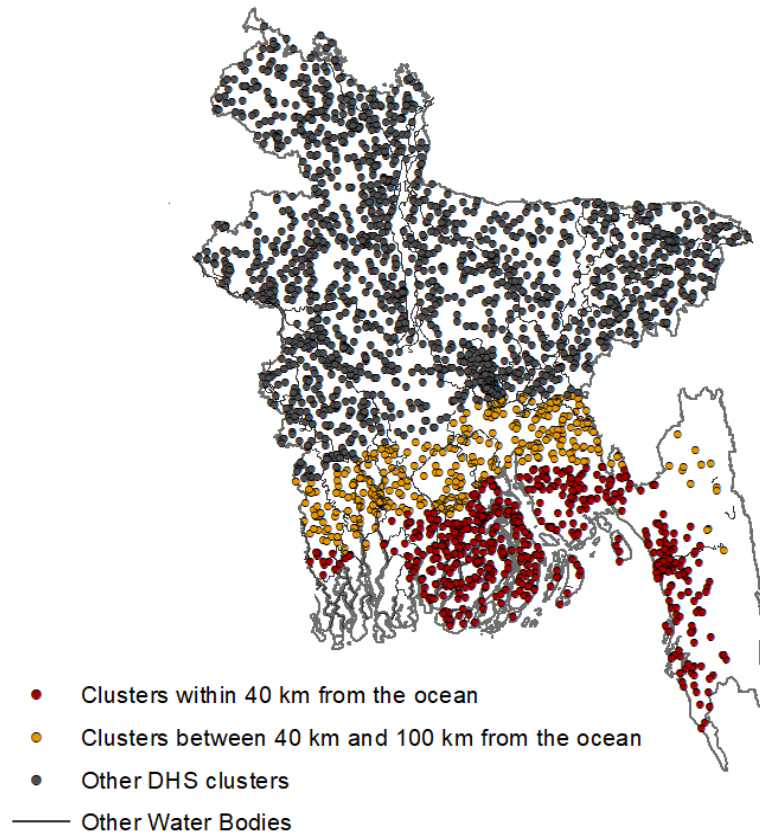 Clusters within 40 km from the ocean
Clusters between 40 km and 100 km from the ocean
Other DHS clusters
Other Water Bodies